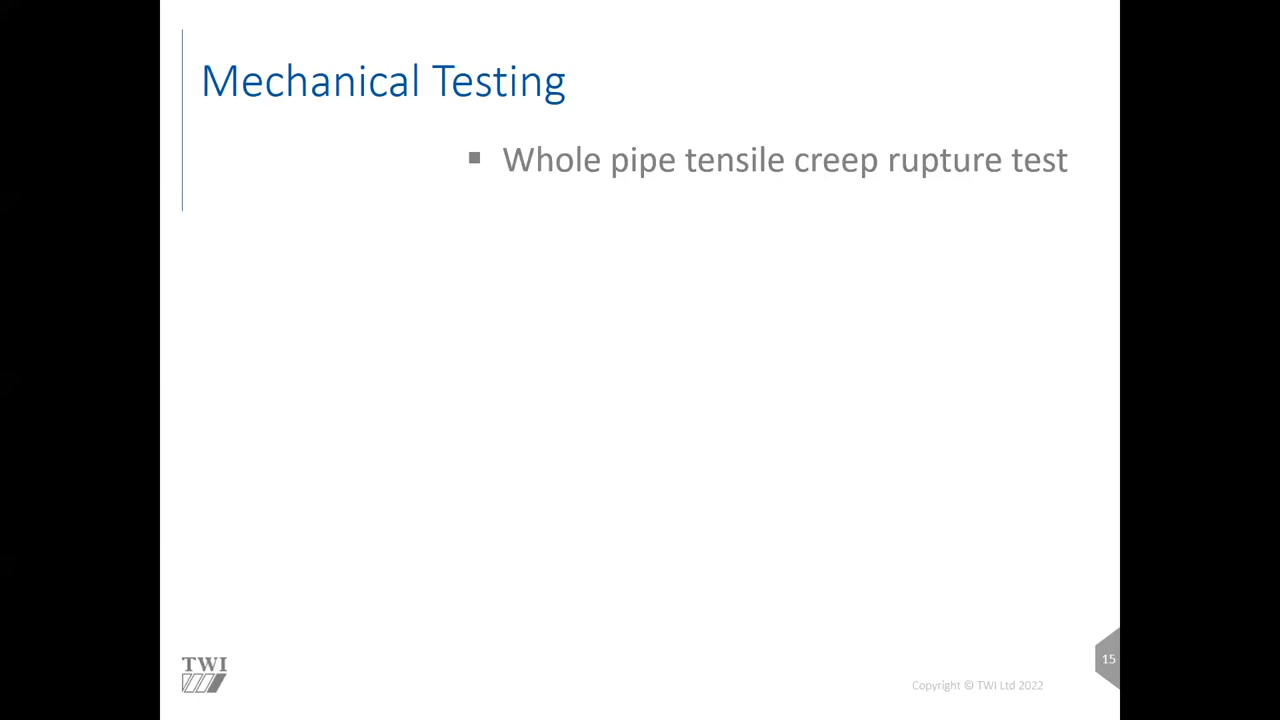 Mechanical Testing
▪ Whole pipe tensile creep rupture test
TWI
Copyright © TWI Ltd 2022
15